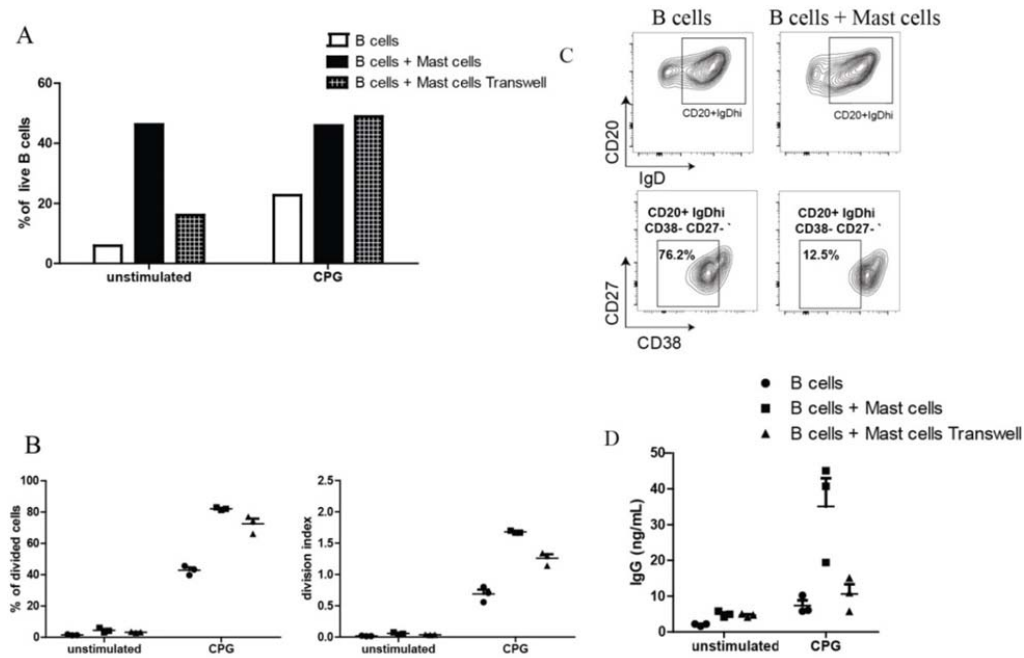 A
B cells
B cells + Mast cells
B cells + Mast cells Transwell
% of live B cells
60
40
20
0
unstimulated
CPG
C
B cells
B cells + Mast cells
CD20+IgDhi
CD20+IgDhi
CD20
IgD
CD20+ IgDhi
CD38- CD27- `
76.2%
CD20+ IgDhi
CD38- CD27- `
12.5%
CD27
CD38
B
% of divided cells
100
80
60
40
20
0
unstimulated
CPG
division index
2.5
2.0
1.5
1.0
0.5
0.0
unstimulated
CPG
B cells
B cells + Mast cells
B cells + Mast cells Transwell
D
IgG (ng/mL)
50
40
30
20
10
0
unstimulated
CPG